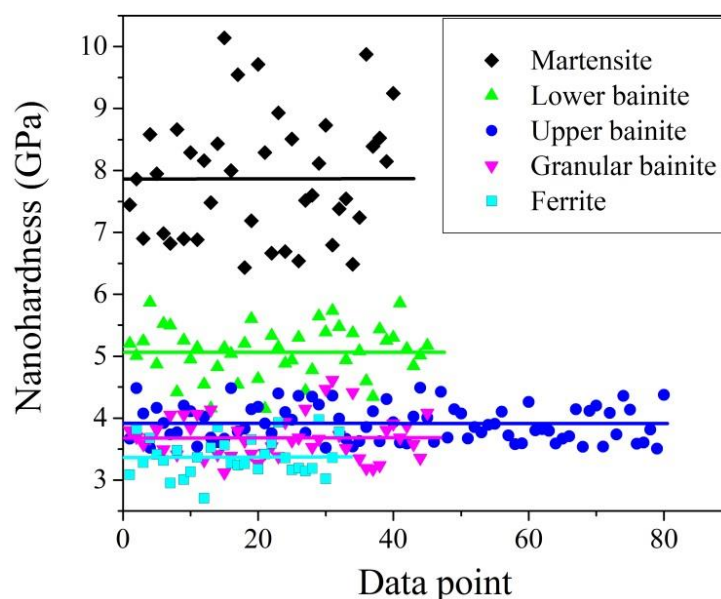 Nanohardness (GPa)
10
9
8
7
6
5
4
3
Martensite
Lower bainite
Upper bainite
Granular bainite
Ferrite
0 20 40 60 80
Data point